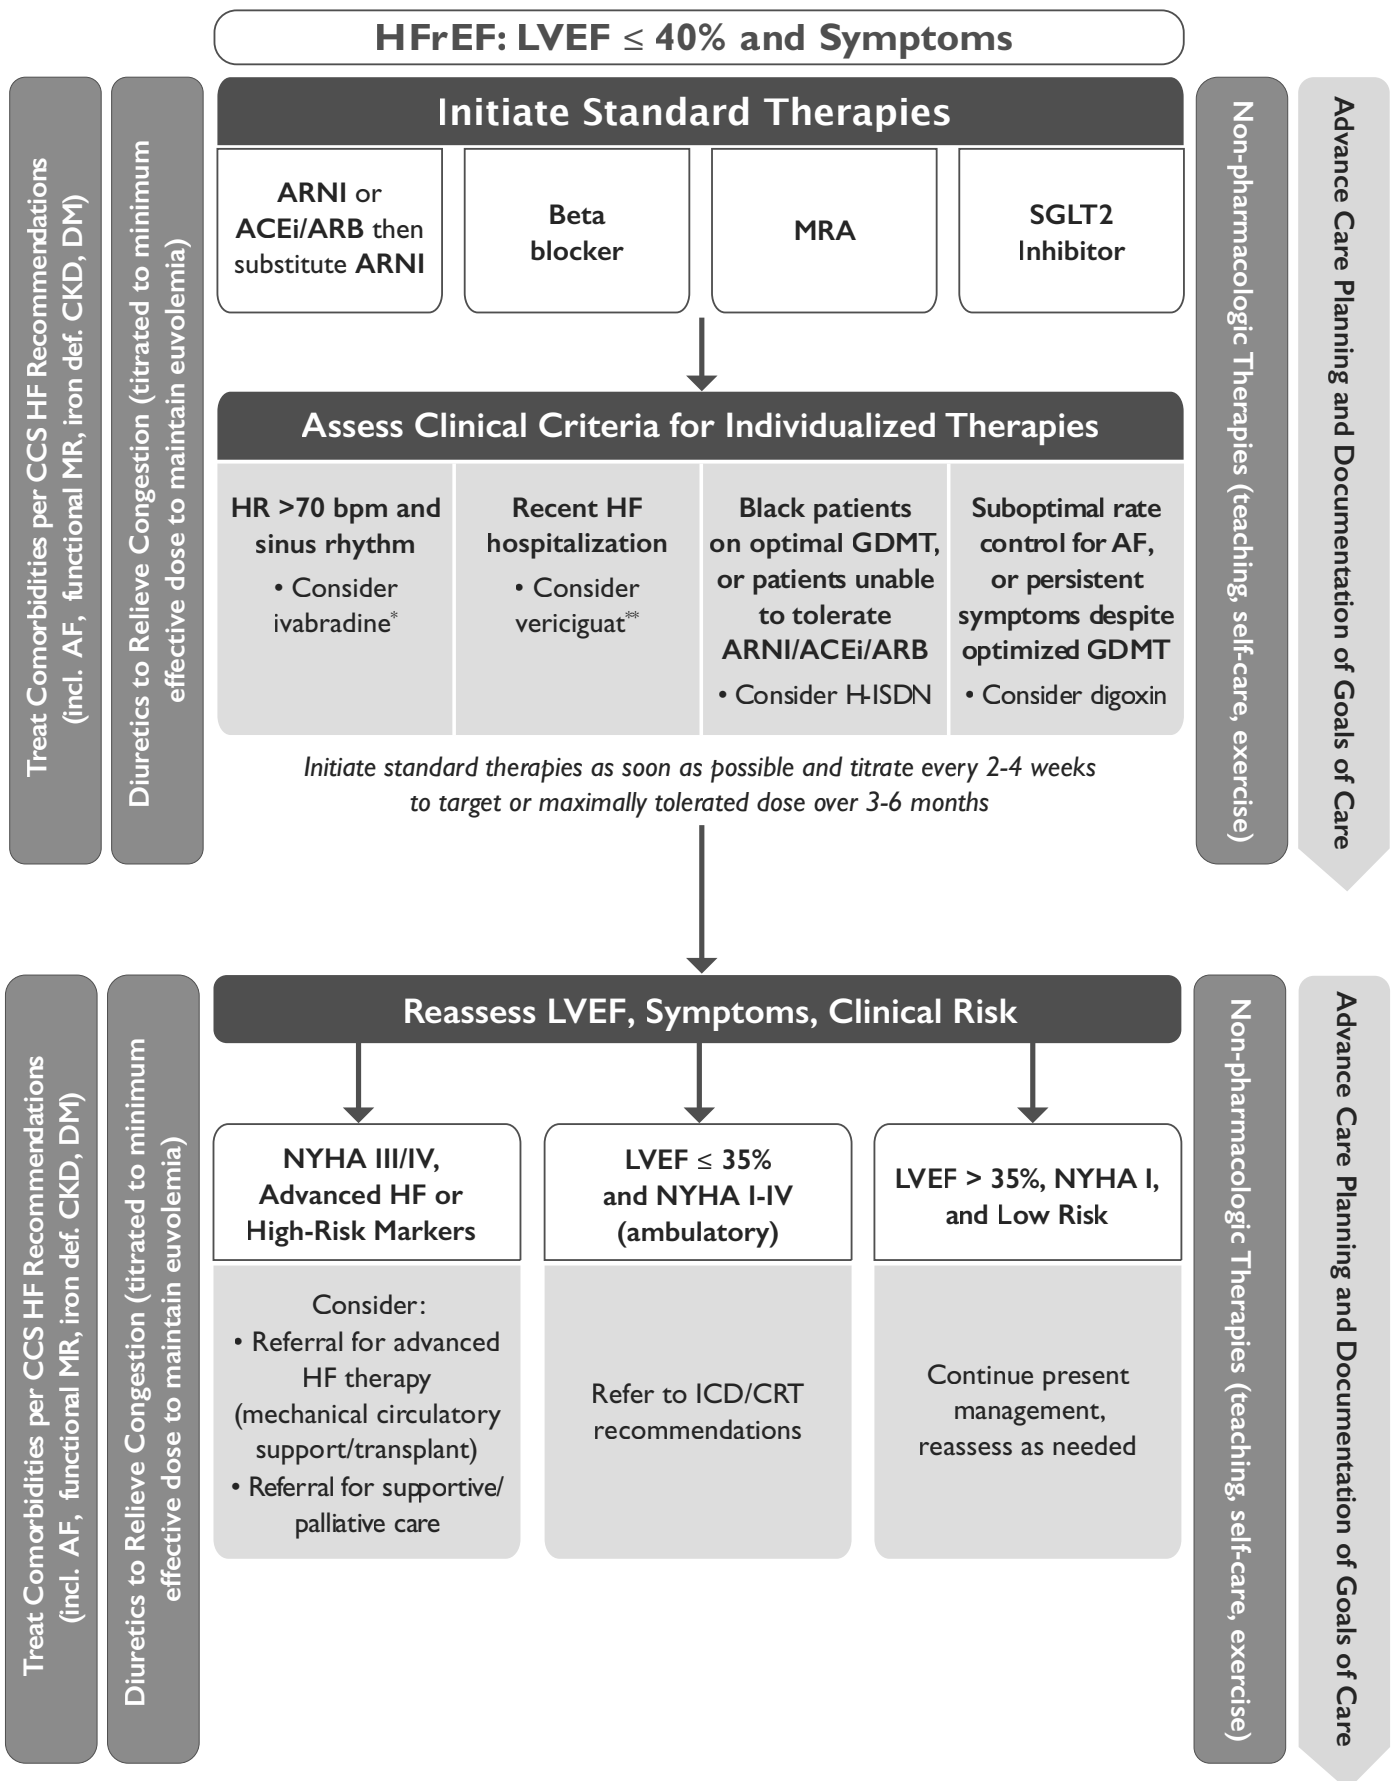 HFrEF: LVEF ≤ 40% and Symptoms
Treat Comorbidities per CCS HF Recommendations
(incl. AF, functional MR, iron def. CKD, DM)
Diuretics to Relieve Congestion (titrated to minimum
effective dose to maintain euvolemia)
Initiate Standard Therapies
ARNI or
ACEi/ARB then
substitute ARNI
Beta
blocker
MRA
SGLT2
Inhibitor
Assess Clinical Criteria for Individualized Therapies
HR >70 bpm and
sinus rhythm
• Consider
ivabradine*
Recent HF
hospitalization
• Consider
vericiguat**
Black patients
on optimal GDMT,
or patients unable
to tolerate
ARNI/ACEi/ARB
• Consider H-ISDN
Suboptimal rate
control for AF,
or persistent
symptoms despite
optimized GDMT
• Consider digoxin
Initiate standard therapies as soon as possible and titrate every 2-4 weeks
to target or maximally tolerated dose over 3-6 months
Non-pharmacologic Therapies (teaching, self-care, exercise)
Advance Care Planning and Documentation of Goals of Care
Treat Comorbidities per CCS HF Recommendations
(incl. AF, functional MR, iron def. CKD, DM)
Diuretics to Relieve Congestion (titrated to minimum
effective dose to maintain euvolemia)
Reassess LVEF, Symptoms, Clinical Risk
NYHA III/IV,
Advanced HF or
High-Risk Markers
Consider:
• Referral for advanced
HF therapy
(mechanical circulatory
support/transplant)
• Referral for supportive/
palliative care
LVEF ≤ 35%
and NYHA I-IV
(ambulatory)
Refer to ICD/CRT
recommendations
LVEF > 35%, NYHA I,
and Low Risk
Continue present
management,
reassess as needed
Non-pharmacologic Therapies (teaching, self-care, exercise)
Advance Care Planning and Documentation of Goals of Care